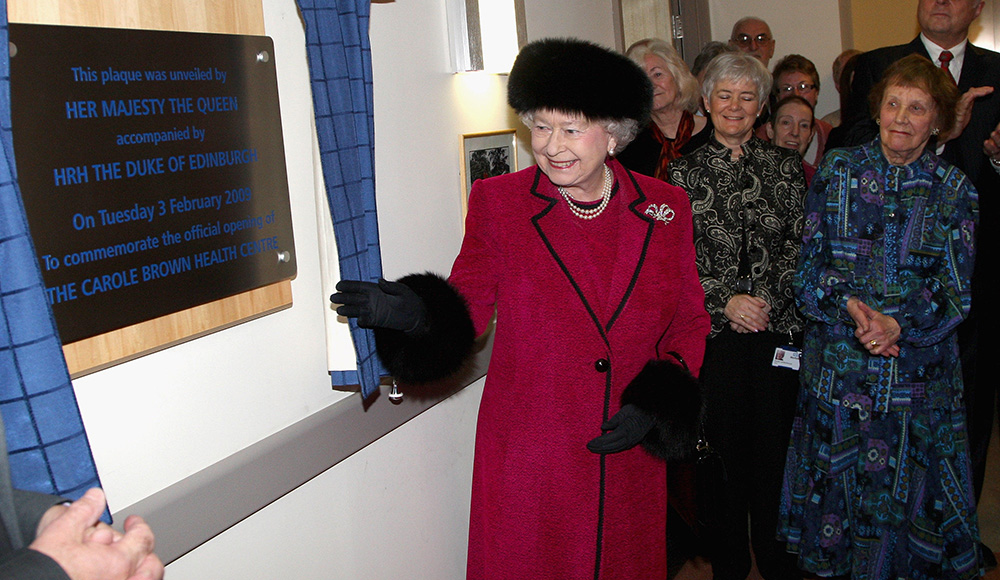 This plaque was unveiled by
HER MAJESTY THE QUEEN
accompanied by
HRH THE DUKE OF EDINBURGH
On Tuesday 3 February 2009
To commemorate the official opening of
THE CAROLE BROWN HEALTH CENTRE